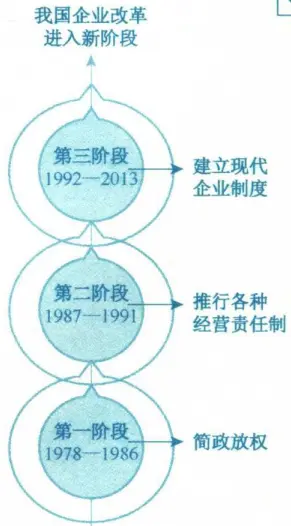 我国企业改革
进入新阶段
第三阶段
1992—2013
建立现代
企业制度
第二阶段
1987—1991
推行各种
经营责任制
第一阶段
1978—1986
简政放权